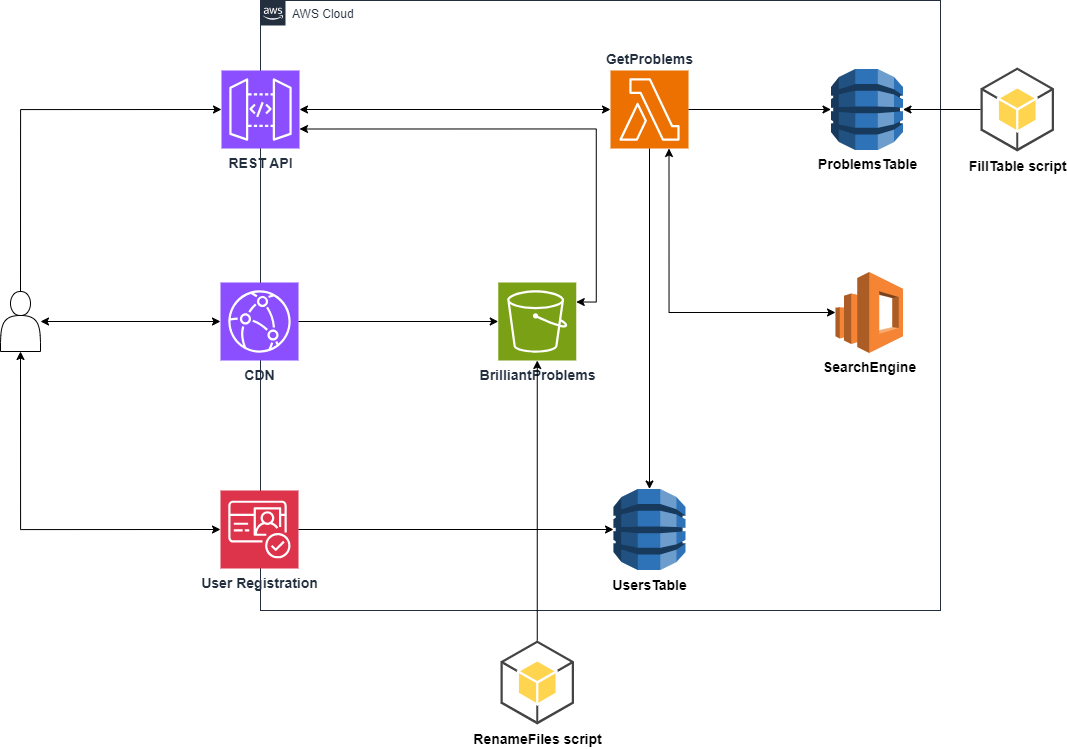 aws
AWS Cloud
GetProblems
</>
REST API
ProblemsTable
FillTable script
CDN
BrilliantProblems
SearchEngine
User Registration
UsersTable
RenameFiles script